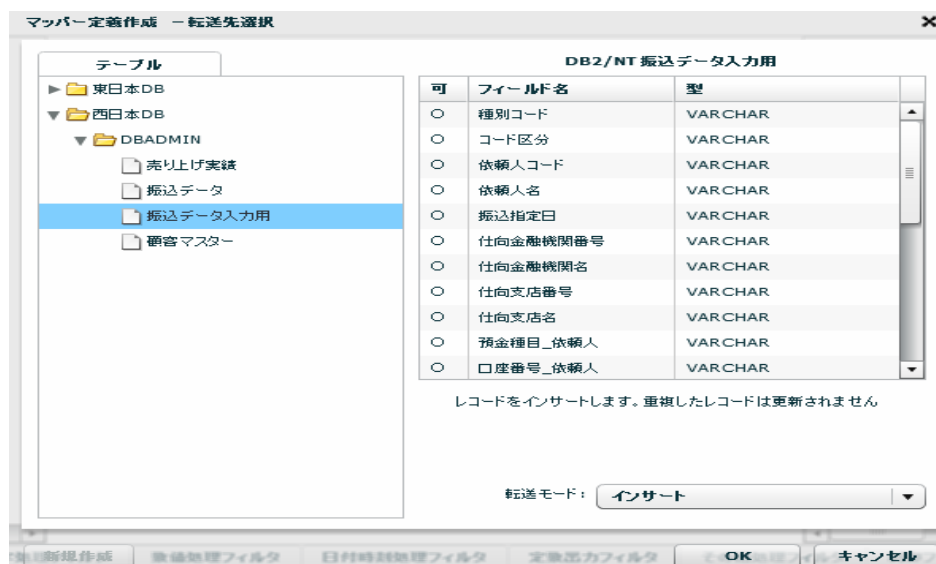 マッパー定義作成 －転送先選択
テーブル
東日本DB
西日本DB
DBADMIN
売り上げ実績
振込データ
振込データ入力用
顧客マスター
DB2/NT 振込データ入力用
可 フィールド名 型
○ 種別コード VARCHAR
○ コード区分 VARCHAR
○ 依頼人コード VARCHAR
○ 依頼人名 VARCHAR
○ 振込指定日 VARCHAR
○ 仕向金融機関番号 VARCHAR
○ 仕向金融機関名 VARCHAR
○ 仕向支店番号 VARCHAR
○ 仕向支店名 VARCHAR
○ 預金種目_依頼人 VARCHAR
○ 口座番号_依頼人 VARCHAR
レコードをインサートします。重複したレコードは更新されません
転送モード： インサート
新規作成 数値処理フィルタ 日付時刻処理フィルタ 定数出力フィルタ OK キャンセル